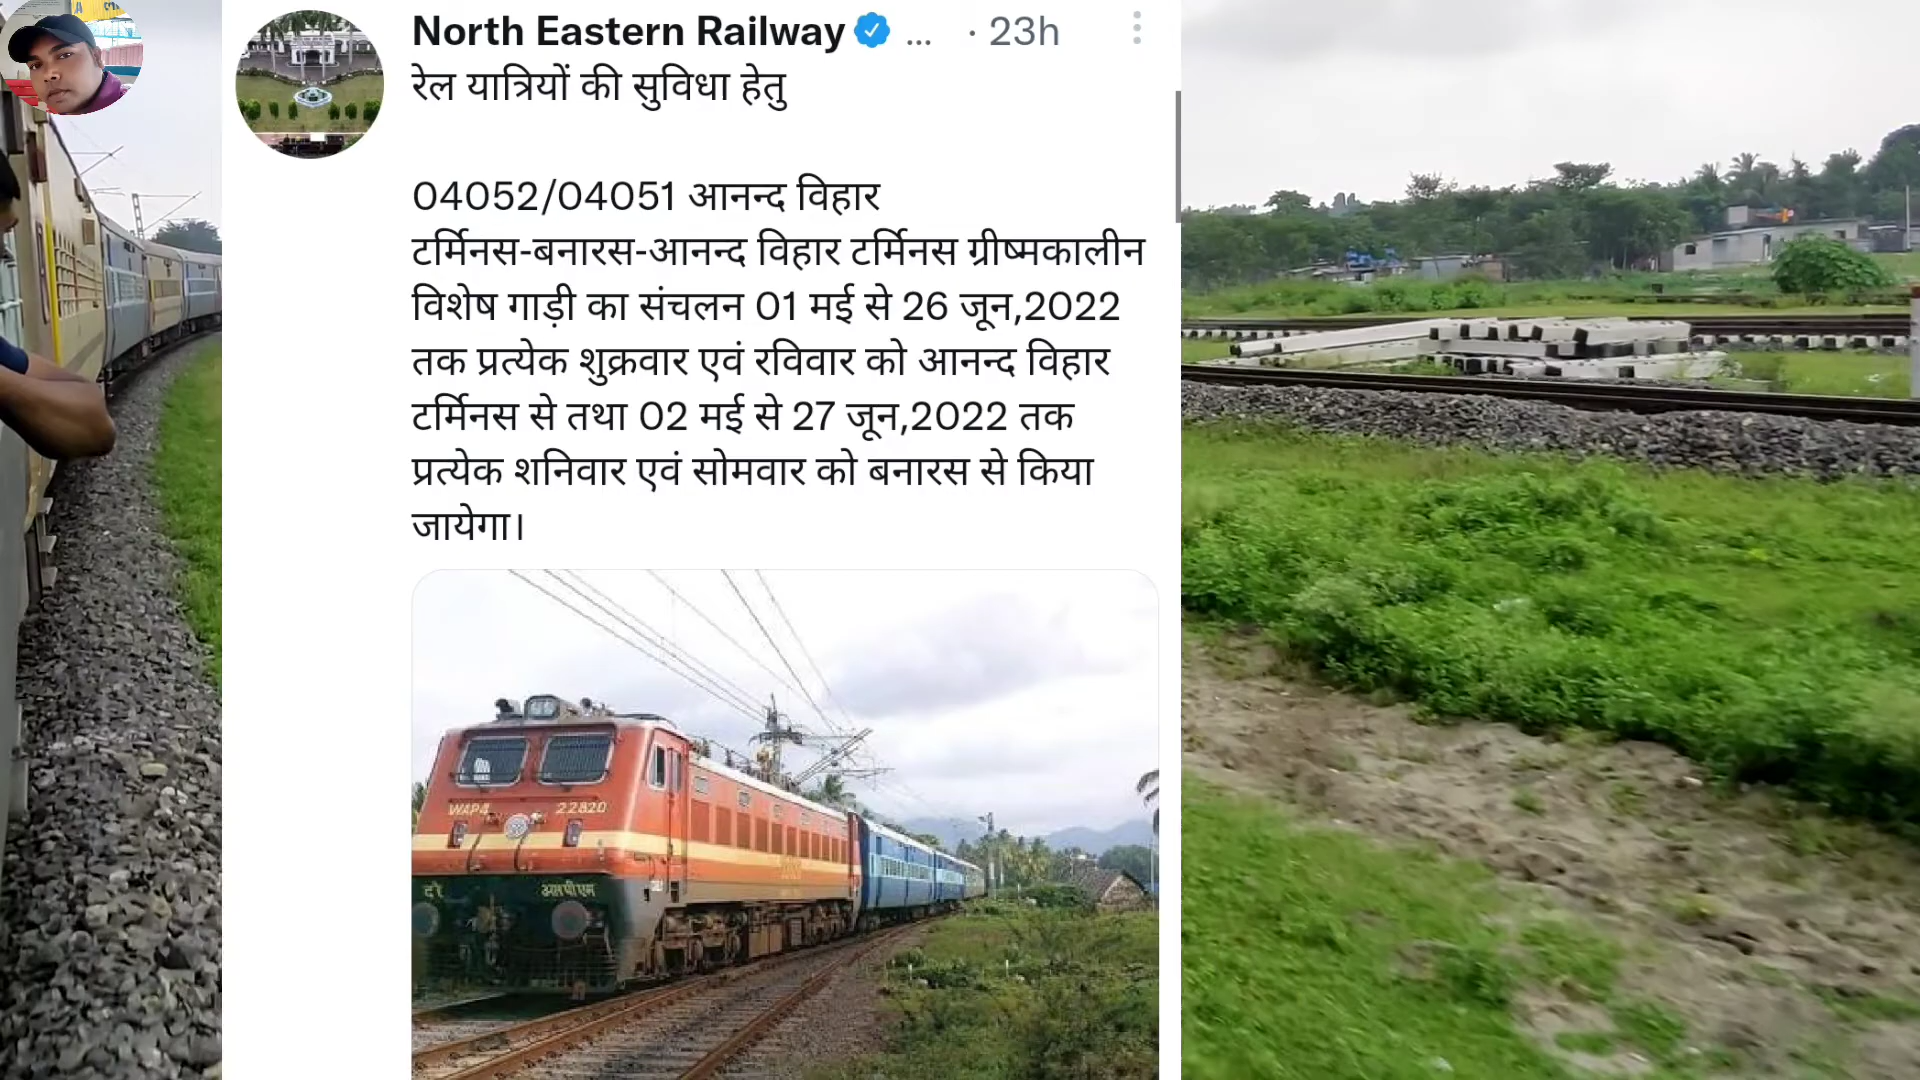 North Eastern Railway ... · 23h
रेल यात्रियों की सुविधा हेतु
04052/04051 आनन्द विहार
टर्मिनस-बनारस-आनन्द विहार टर्मिनस ग्रीष्मकालीन
विशेष गाड़ी का संचलन 01 मई से 26 जून,2022
तक प्रत्येक शुक्रवार एवं रविवार को आनन्द विहार
टर्मिनस से तथा 02 मई से 27 जून,2022 तक
प्रत्येक शनिवार एवं सोमवार को बनारस से किया
जायेगा।
WAP4 22820
द रे